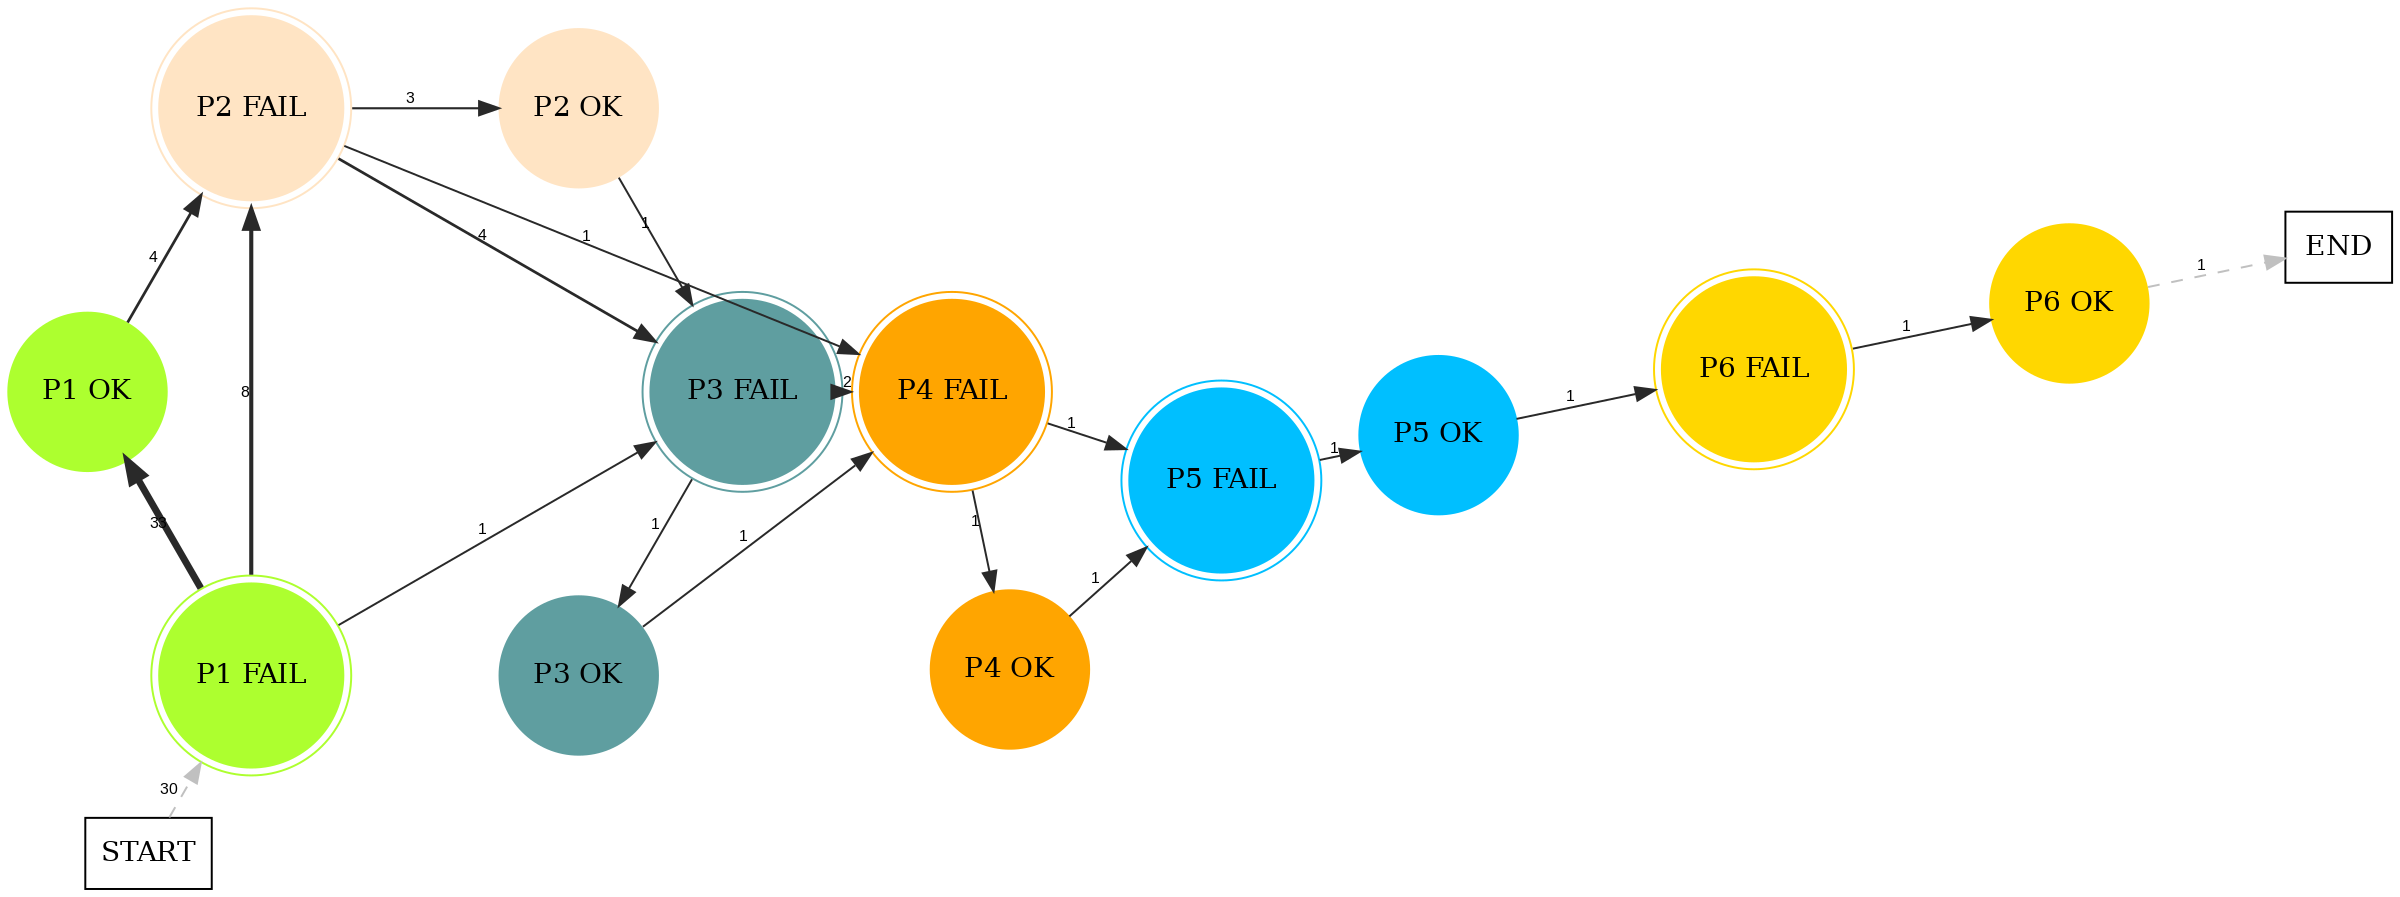 P2 FAIL
3
P2 OK
1
4
1
4
END
1
P6 OK
1
P6 FAIL
1
P1 OK
8
P3 FAIL
2
P4 FAIL
1
P5 FAIL
1
P5 OK
33
1
1
1
1
1
P1 FAIL
P3 OK
P4 OK
30
START